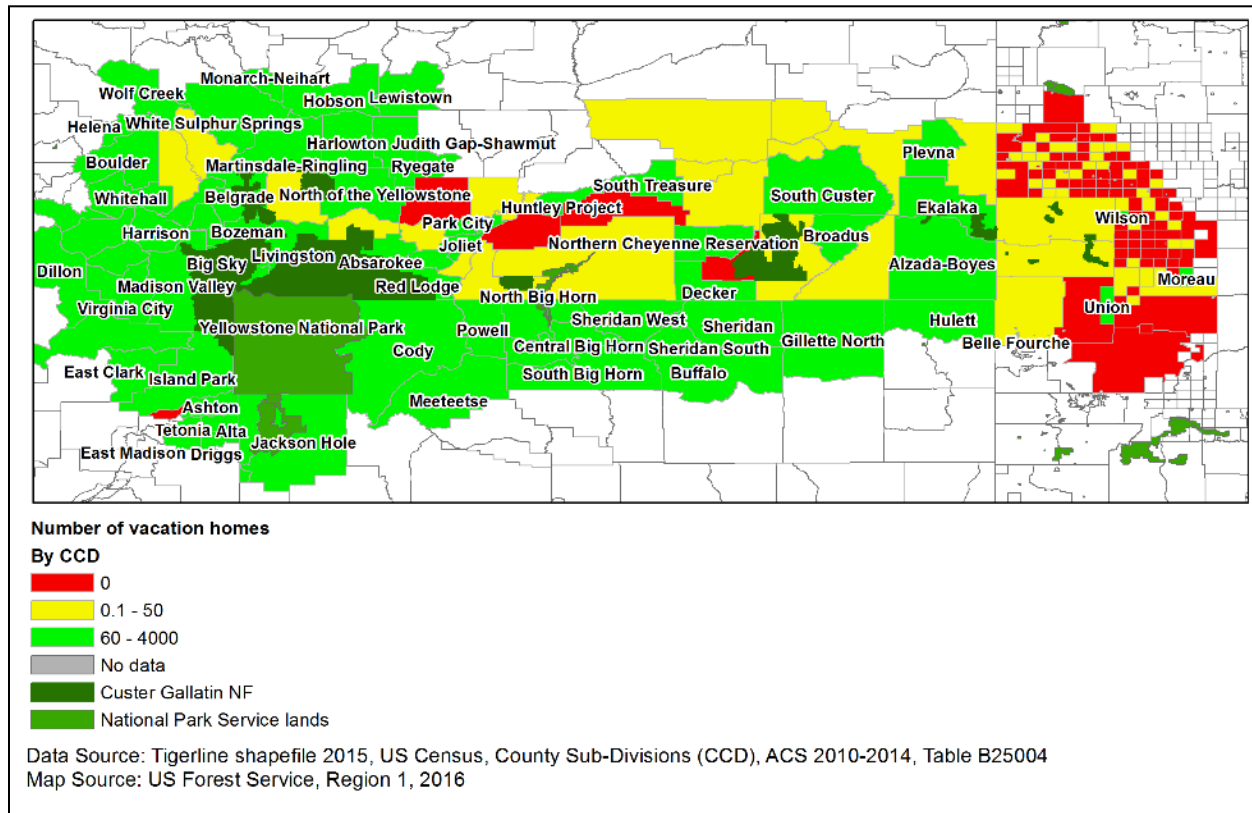 Monarch-Neihart
Wolf Creek
Hobson
Lewistown
Helena
White Sulphur Springs
Harlowton
Judith Gap-Shawmut
Plevna
Boulder
Martinsdale-Ringling
Ryegate
South Treasure
South Custer
Whitehall
Belgrade
North of the Yellowstone
Huntley Project
Ekalaka
Wilson
Park City
Harrison
Bozeman
Joliet
Northern Cheyenne Reservation
Broadus
Livingston
Absarokee
Big Sky
Alzada-Boyes
Dillon
Moreau
Madison Valley
Red Lodge
North Big Horn
Decker
Virginia City
Union
Yellowstone National Park
Powell
Sheridan West
Sheridan
Hulett
Cody
Central Big Horn
Sheridan South
Gillette North
Belle Fourche
East Clark
Island Park
South Big Horn
Buffalo
Ashton
Meeteetse
Tetonia
Alta
Jackson Hole
East Madison
Driggs
Number of vacation homes
By CCD
0
0.1 - 50
60 - 4000
No data
Custer Gallatin NF
National Park Service lands
Data Source: Tigerline shapefile 2015, US Census, County Sub-Divisions (CCD), ACS 2010-2014, Table B25004
Map Source: US Forest Service, Region 1, 2016